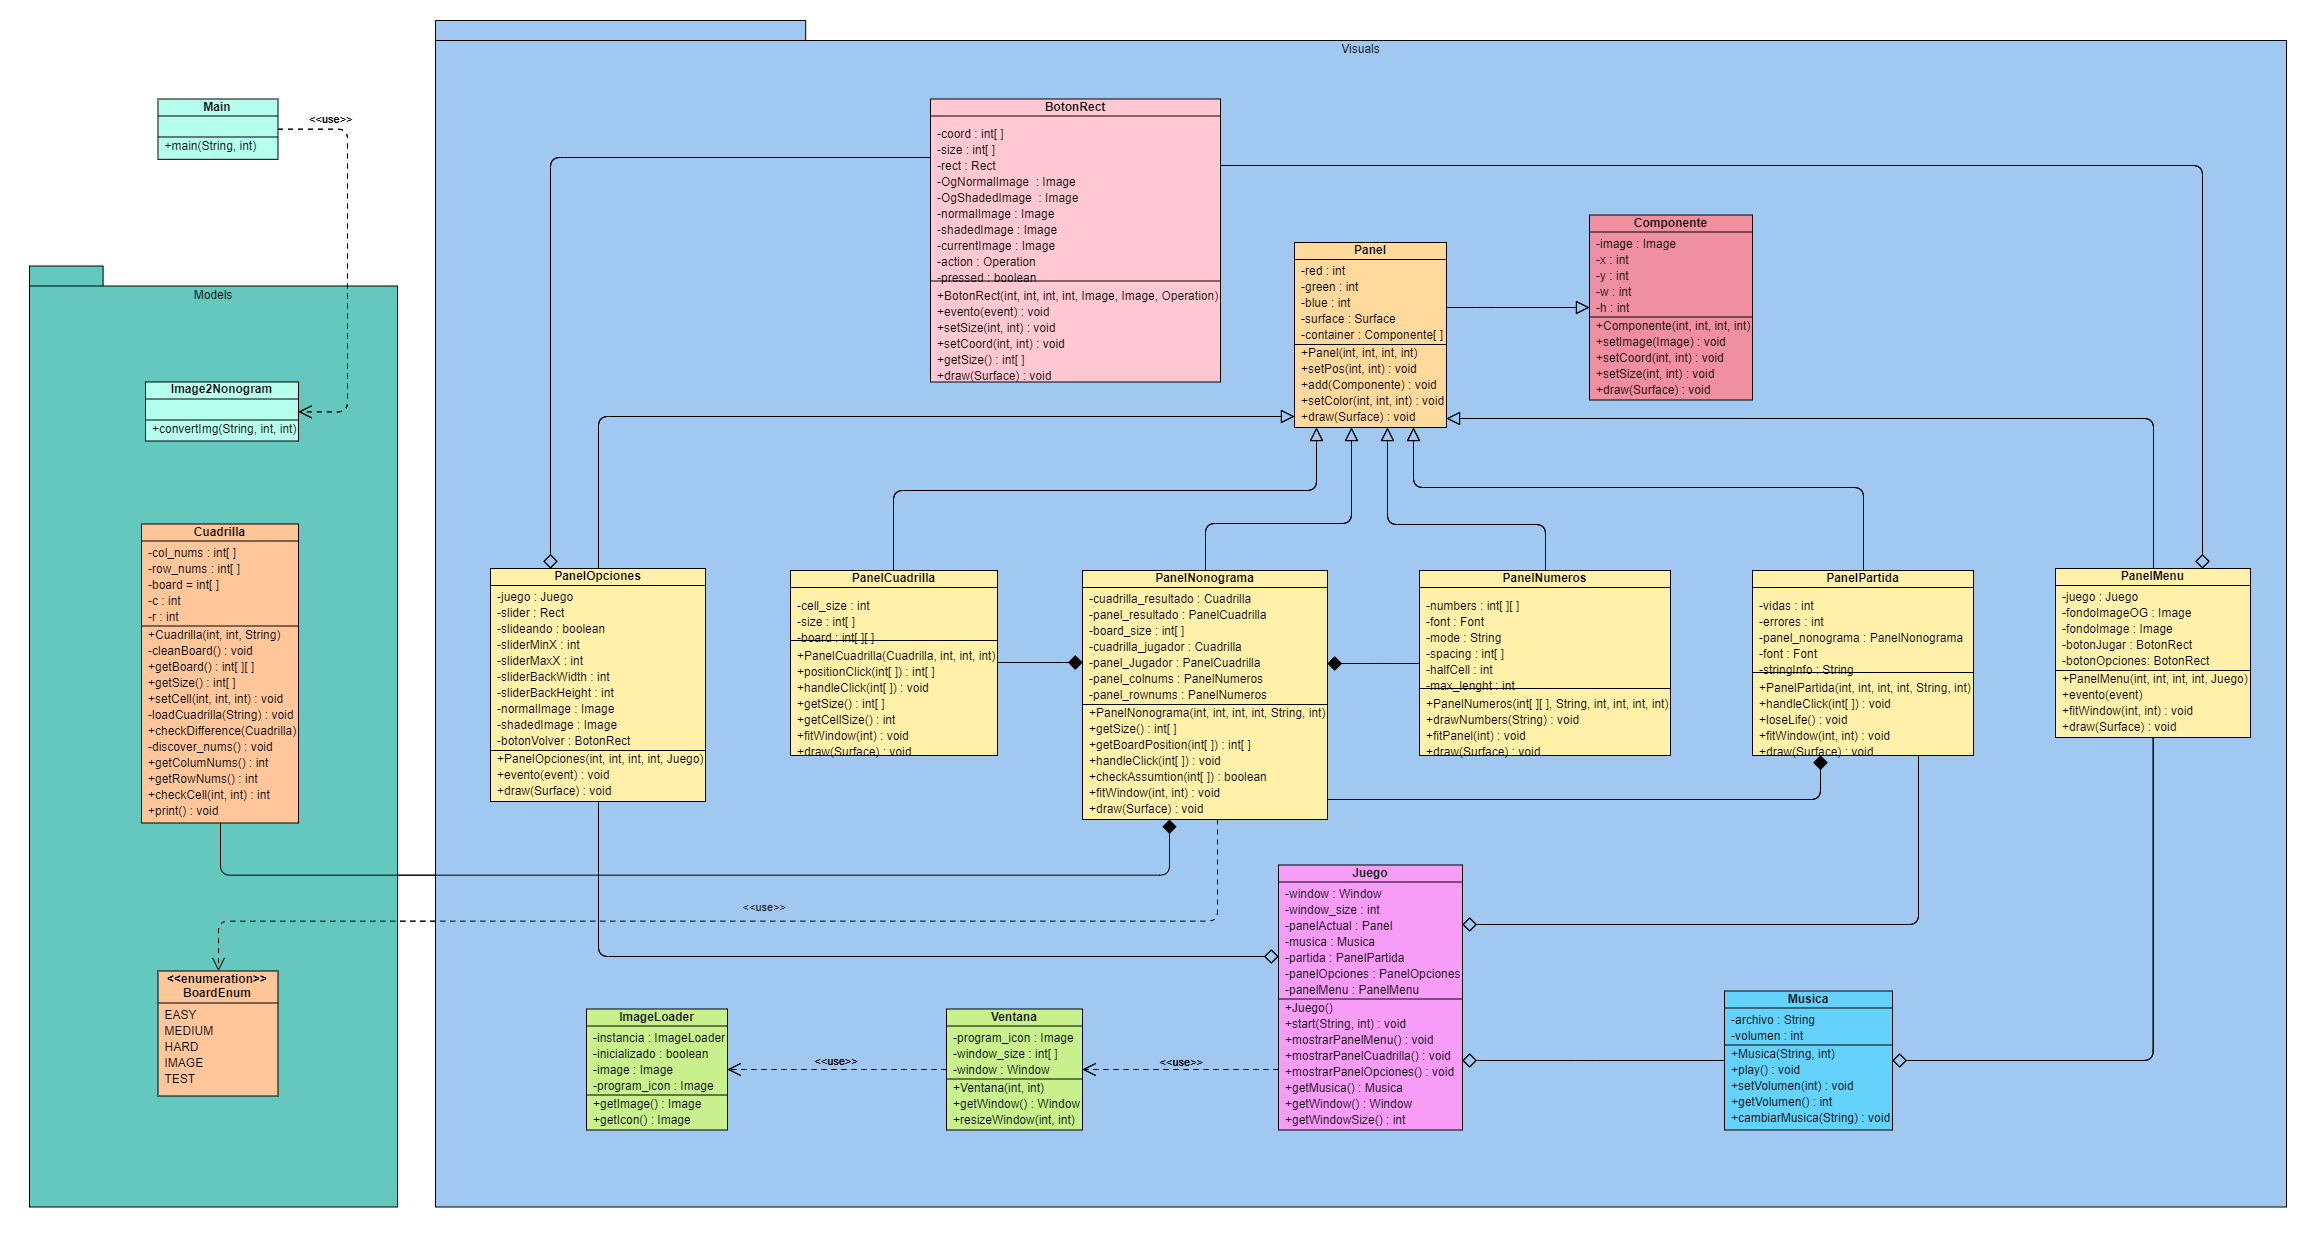 Visuals
Main
+main(String, int)
<<use>>
Models
Image2Nonogram
+convertImg(String, int, int)
Cuadrilla
-col_nums : int[ ]
-row_nums : int[ ]
-board = int[ ]
-c : int
-r : int
+Cuadrilla(int, int, String)
-cleanBoard() : void
+getBoard() : int[ ][ ]
+getSize() : int[ ]
+setCell(int, int, int) : void
-loadCuadrilla(String) : void
+checkDifference(Cuadrilla)
-discover_nums() : void
+getColumNums() : int
+getRowNums() : int
+checkCell(int, int) : int
+print() : void
<<enumeration>>
BoardEnum
EASY
MEDIUM
HARD
IMAGE
TEST
BotonRect
-coord : int[ ]
-size : int[ ]
-rect : Rect
-OgNormalImage : Image
-OgShadedImage : Image
-normalImage : Image
-shadedImage : Image
-currentImage : Image
-action : Operation
-pressed : boolean
+BotonRect(int, int, int, int, Image, Image, Operation)
+evento(event) : void
+setSize(int, int) : void
+setCoord(int, int) : void
+getSize() : int[ ]
+draw(Surface) : void
Panel
-red : int
-green : int
-blue : int
-surface : Surface
-container : Componente[ ]
+Panel(int, int, int, int)
+setPos(int, int) : void
+add(Componente) : void
+setColor(int, int, int) : void
+draw(Surface) : void
Componente
-image : Image
-x : int
-y : int
-w : int
-h : int
+Componente(int, int, int, int)
+setImage(Image) : void
+setCoord(int, int) : void
+setSize(int, int) : void
+draw(Surface) : void
PanelOpciones
-juego : Juego
-slider : Rect
-slideando : boolean
-sliderMinX : int
-sliderMaxX : int
-sliderBackWidth : int
-sliderBackHeight : int
-normalImage : Image
-shadedImage : Image
-botonVolver : BotonRect
+PanelOpciones(int, int, int, int, Juego)
+evento(event) : void
+draw(Surface) : void
PanelCuadrilla
-cell_size : int
-size : int[ ]
-board : int[ ][ ]
+PanelCuadrilla(Cuadrilla, int, int, int)
+positionClick(int[ ]) : int[ ]
+handleClick(int[ ]) : void
+getSize() : int[ ]
+getCellSize() : int
+fitWindow(int) : void
+draw(Surface) : void
PanelNonograma
-cuadrilla_resultado : Cuadrilla
-panel_resultado : PanelCuadrilla
-board_size : int[ ]
-cuadrilla_jugador : Cuadrilla
-panel_Jugador : PanelCuadrilla
-panel_colnums : PanelNumeros
-panel_rownums : PanelNumeros
+PanelNonograma(int, int, int, int, String, int)
+getSize() : int[ ]
+getBoardPosition(int[ ]) : int[ ]
+handleClick(int[ ]) : void
+checkAssumtion(int[ ]) : boolean
+fitWindow(int, int) : void
+draw(Surface) : void
PanelNumeros
-numbers : int[ ][ ]
-font : Font
-mode : String
-spacing : int[ ]
-halfCell : int
-max_lenght : int
+PanelNumeros(int[ ][ ], String, int, int, int, int)
+drawNumbers(String) : void
+fitPanel(int) : void
+draw(Surface) : void
PanelPartida
-vidas : int
-errores : int
-panel_nonograma : PanelNonograma
-font : Font
-stringInfo : String
+PanelPartida(int, int, int, int, String, int)
+handleClick(int[ ]) : void
+loseLife() : void
+fitWindow(int, int) : void
+draw(Surface) : void
PanelMenu
-juego : Juego
-fondoImageOG : Image
-fondoImage : Image
-botonJugar : BotonRect
-botonOpciones: BotonRect
+PanelMenu(int, int, int, int, Juego)
+evento(event)
+fitWindow(int, int) : void
+draw(Surface) : void
<<use>>
Juego
-window : Window
-window_size : int
-panelActual : Panel
-musica : Musica
-partida : PanelPartida
-panelOpciones : PanelOpciones
-panelMenu : PanelMenu
+Juego()
+start(String, int) : void
+mostrarPanelMenu() : void
+mostrarPanelCuadrilla() : void
+mostrarPanelOpciones() : void
+getMusica() : Musica
+getWindow() : Window
+getWindowSize() : int
ImageLoader
-instancia : ImageLoader
-inicializado : boolean
-image : Image
-program_icon : Image
+getImage() : Image
+getIcon() : Image
<<use>>
Ventana
-program_icon : Image
-window_size : int[ ]
-window : Window
+Ventana(int, int)
+getWindow() : Window
+resizeWindow(int, int)
<<use>>
Musica
-archivo : String
-volumen : int
+Musica(String, int)
+play() : void
+setVolumen(int) : void
+getVolumen() : int
+cambiarMusica(String) : void